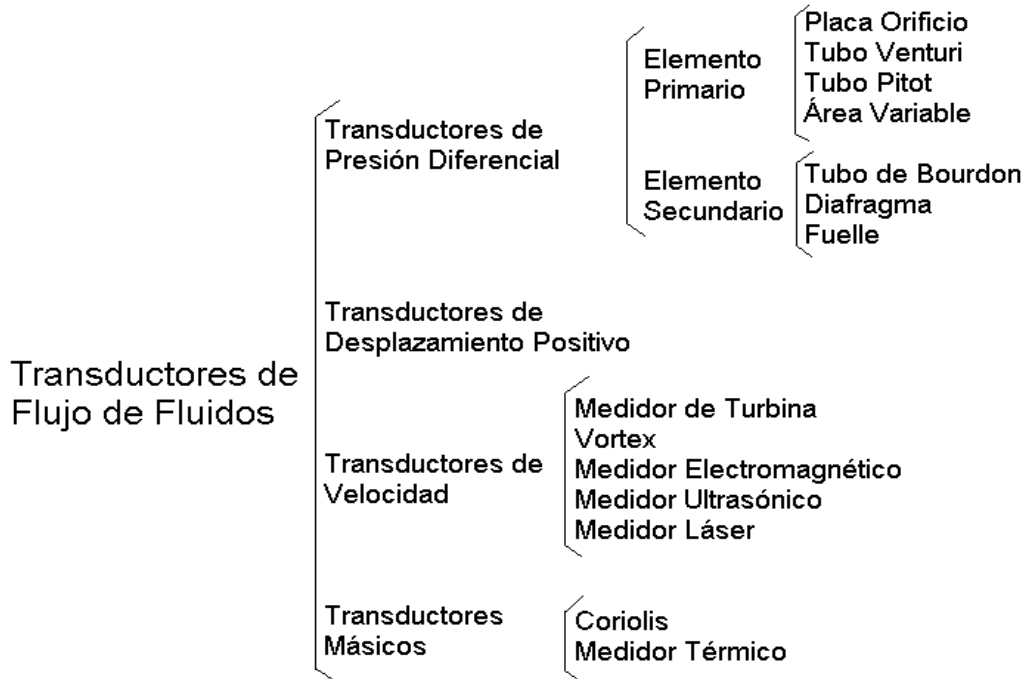 Transductores de
Flujo de Fluidos
Transductores de
Presión Diferencial
Elemento
Primario
Placa Orificio
Tubo Venturi
Tubo Pitot
Área Variable
Elemento
Secundario
Tubo de Bourdon
Diafragma
Fuelle
Transductores de
Desplazamiento Positivo
Transductores de
Velocidad
Medidor de Turbina
Vortex
Medidor Electromagnético
Medidor Ultrasónico
Medidor Láser
Transductores
Másicos
Coriolis
Medidor Térmico